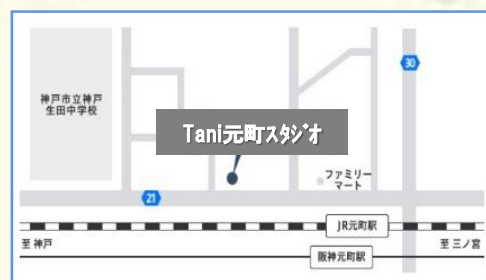 30
神戸市立神戸
生田中学校
Tani元町ｽﾀｼﾞｵ
ファミリー
マート
21
JR元町駅
至 神戸
至 三ノ宮
阪神元町駅